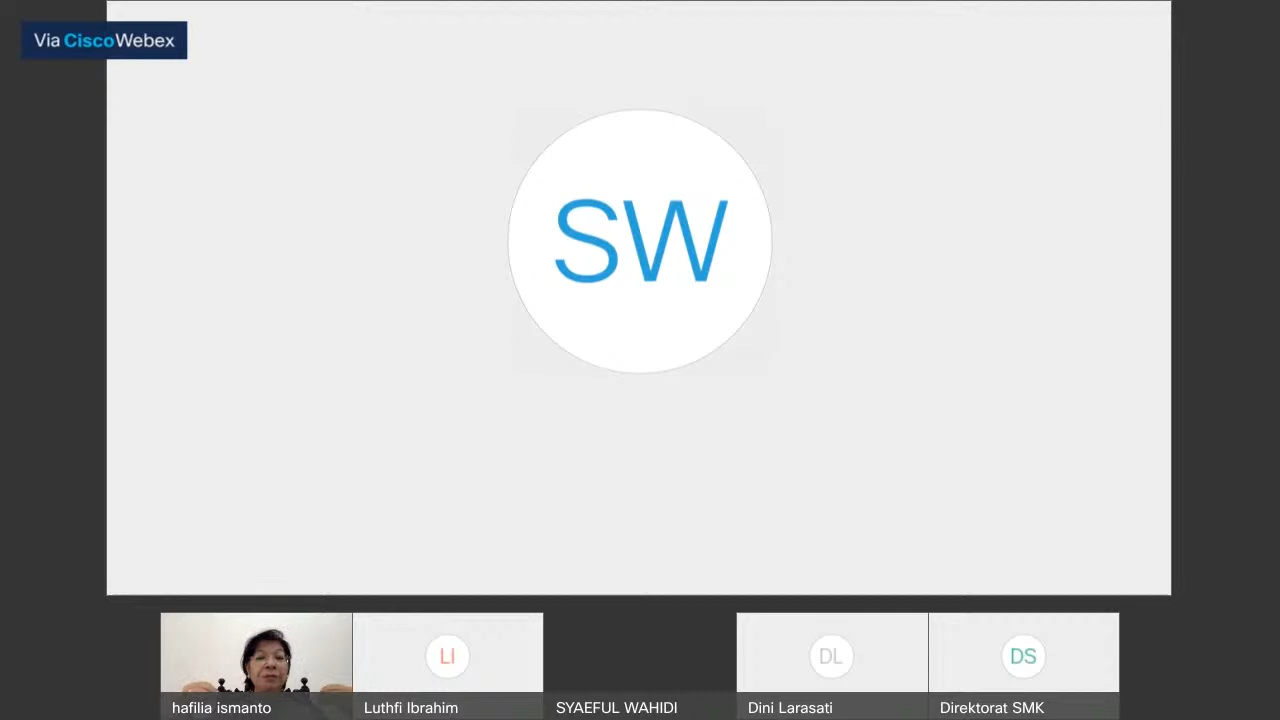 Via CiscoWebex
SW
LI
DL
DS
hafilia ismanto
Luthfi Ibrahim
SYAEFUL WAHIDI
Dini Larasati
Direktorat SMK